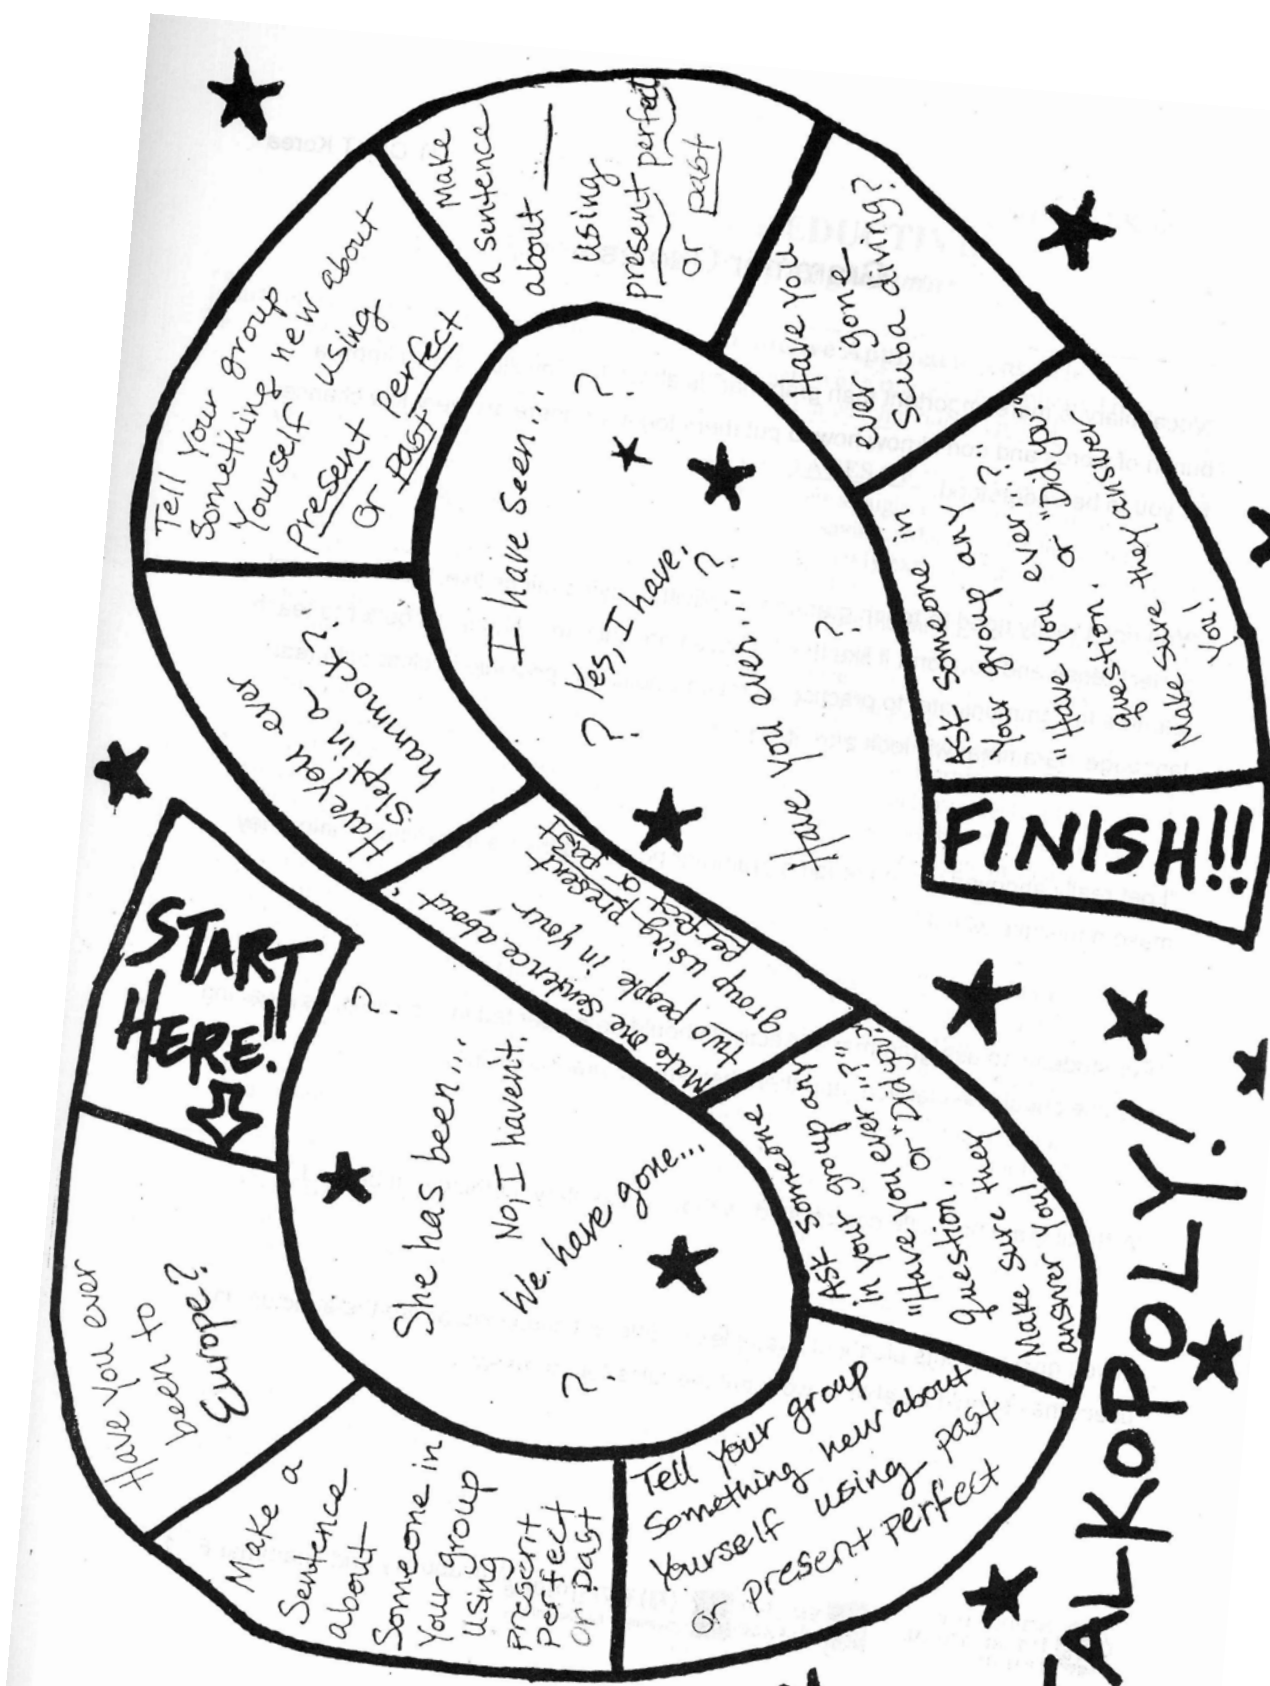 START
HERE!!
Have you ever
been to
Europe?
Make a
Sentence
about
Someone in
Your group
using
present
perfect
or past
Tell Your group
Something new about
Yourself using past
or present perfect
Ask someone
in your group any
"Have you ever...?"
question. or "Did you..?"
Make sure they
answer you!
Make one sentence about
two people in your
group using present
perfect or past
Have you ever
slept in a
hammock?
Tell Your group
Something new about
Yourself using
present perfect
or past perfect
Make
a sentence
about ___
using
present perfect
or past
Have you
ever gone
scuba diving?
Ask someone in
your group any
"Have you ever..?"
question. or "Did you..?"
Make sure they answer
you!
FINISH!!
I have seen... ?
? Yes, I have.
Have you ever... ?
?
?
She has been...
No, I haven't.
We have gone...
?
TALKOPOLY!